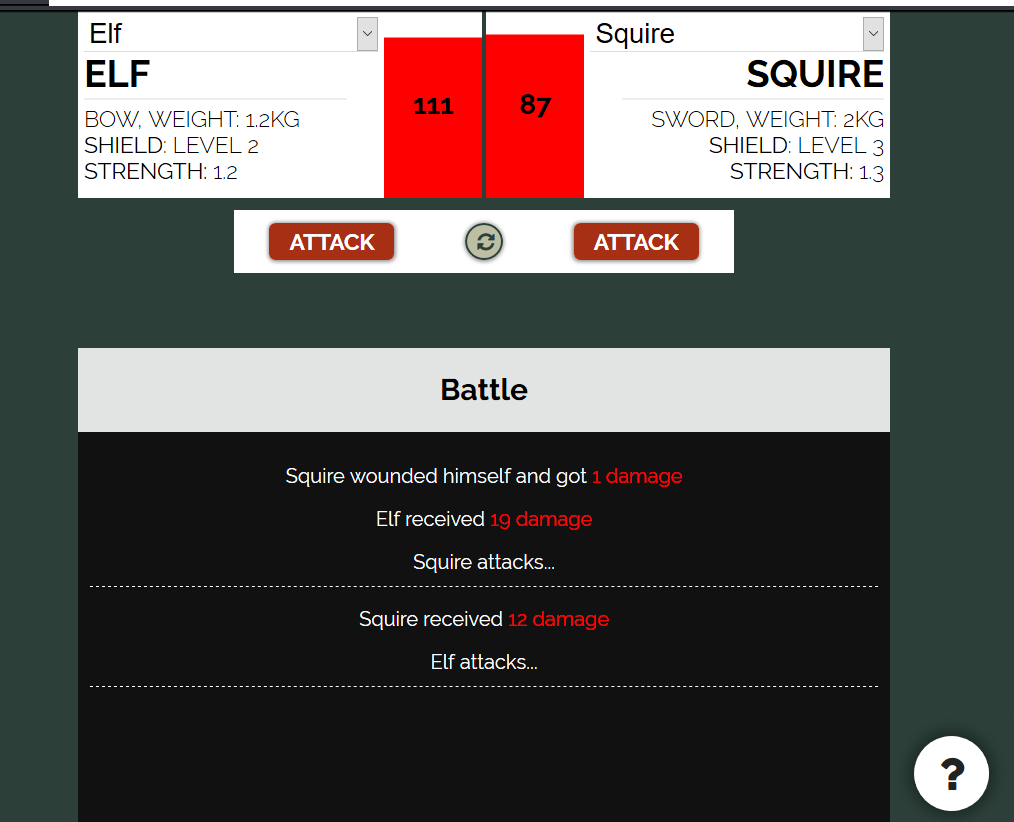 Elf
ELF
BOW, WEIGHT: 1.2KG
SHIELD: LEVEL 2
STRENGTH: 1.2
111
87
Squire
SQUIRE
SWORD, WEIGHT: 2KG
SHIELD: LEVEL 3
STRENGTH: 1.3
ATTACK
ATTACK
Battle
Squire wounded himself and got 1 damage
Elf received 19 damage
Squire attacks...
Squire received 12 damage
Elf attacks...
?